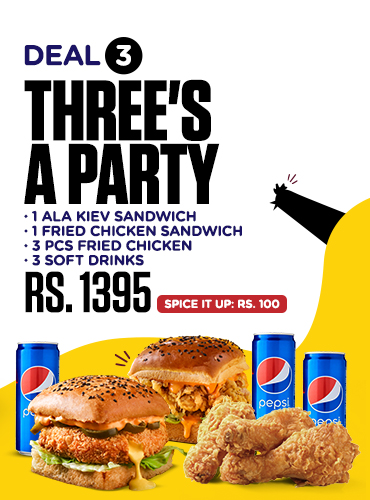 DEAL 3
THREE'S
A PARTY
· 1 ALA KIEV SANDWICH
· 1 FRIED CHICKEN SANDWICH
· 3 PCS FRIED CHICKEN
· 3 SOFT DRINKS
RS. 1395
SPICE IT UP: RS. 100
pepsi
pepsi
pe